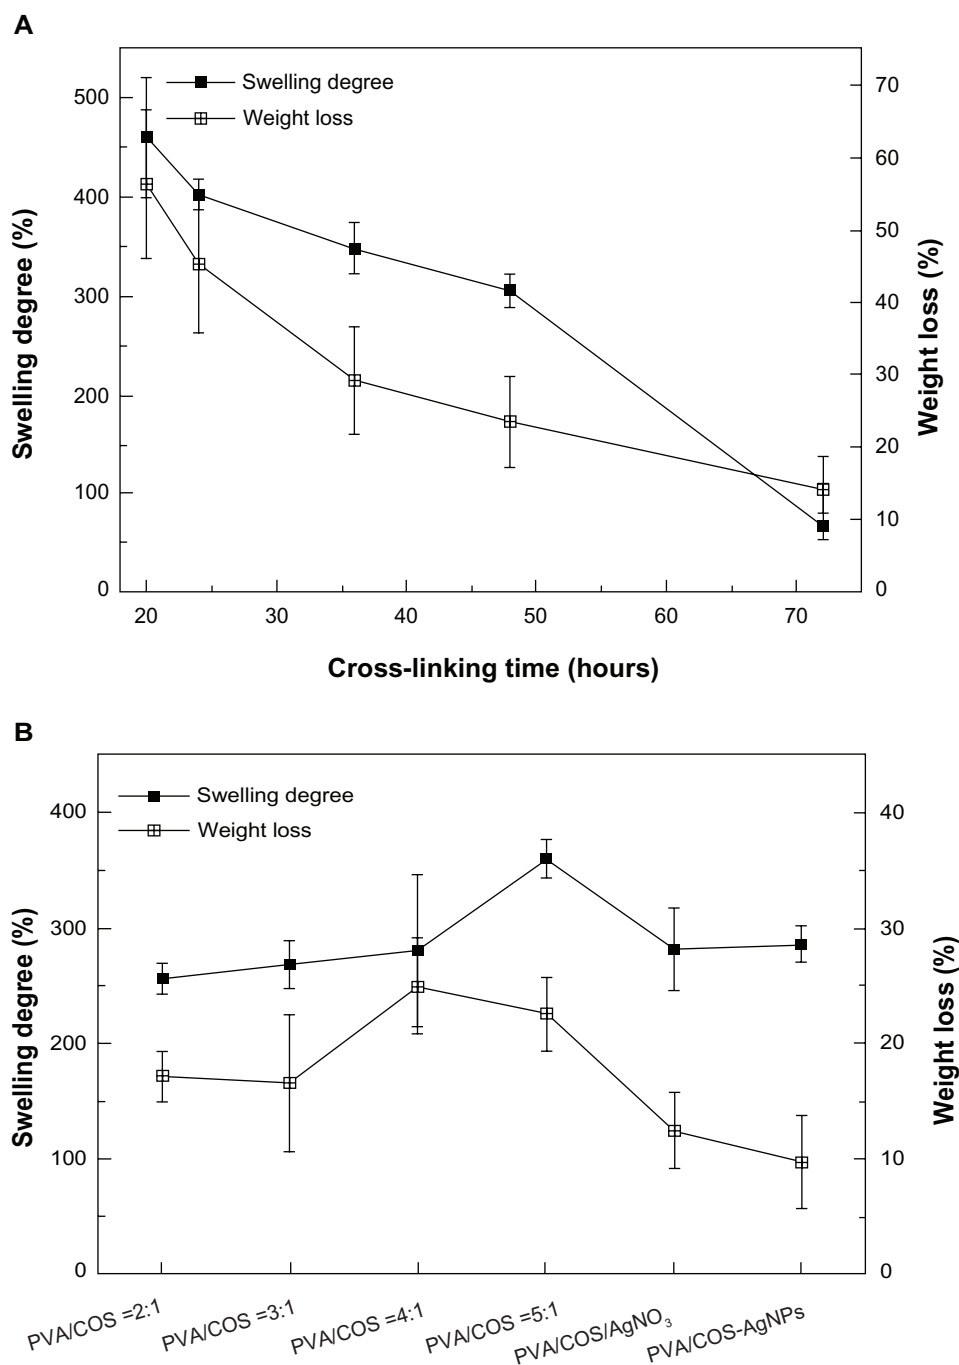 A
Swelling degree
Weight loss
500
400
300
200
100
0
Swelling degree (%)
70
60
50
40
30
20
10
0
Weight loss (%)
20 30 40 50 60 70
Cross-linking time (hours)
B
Swelling degree
Weight loss
400
300
200
100
0
Swelling degree (%)
40
30
20
10
0
Weight loss (%)
PVA/COS =2:1
PVA/COS =3:1
PVA/COS =4:1
PVA/COS =5:1
PVA/COS/AgNO₃
PVA/COS-AgNPs